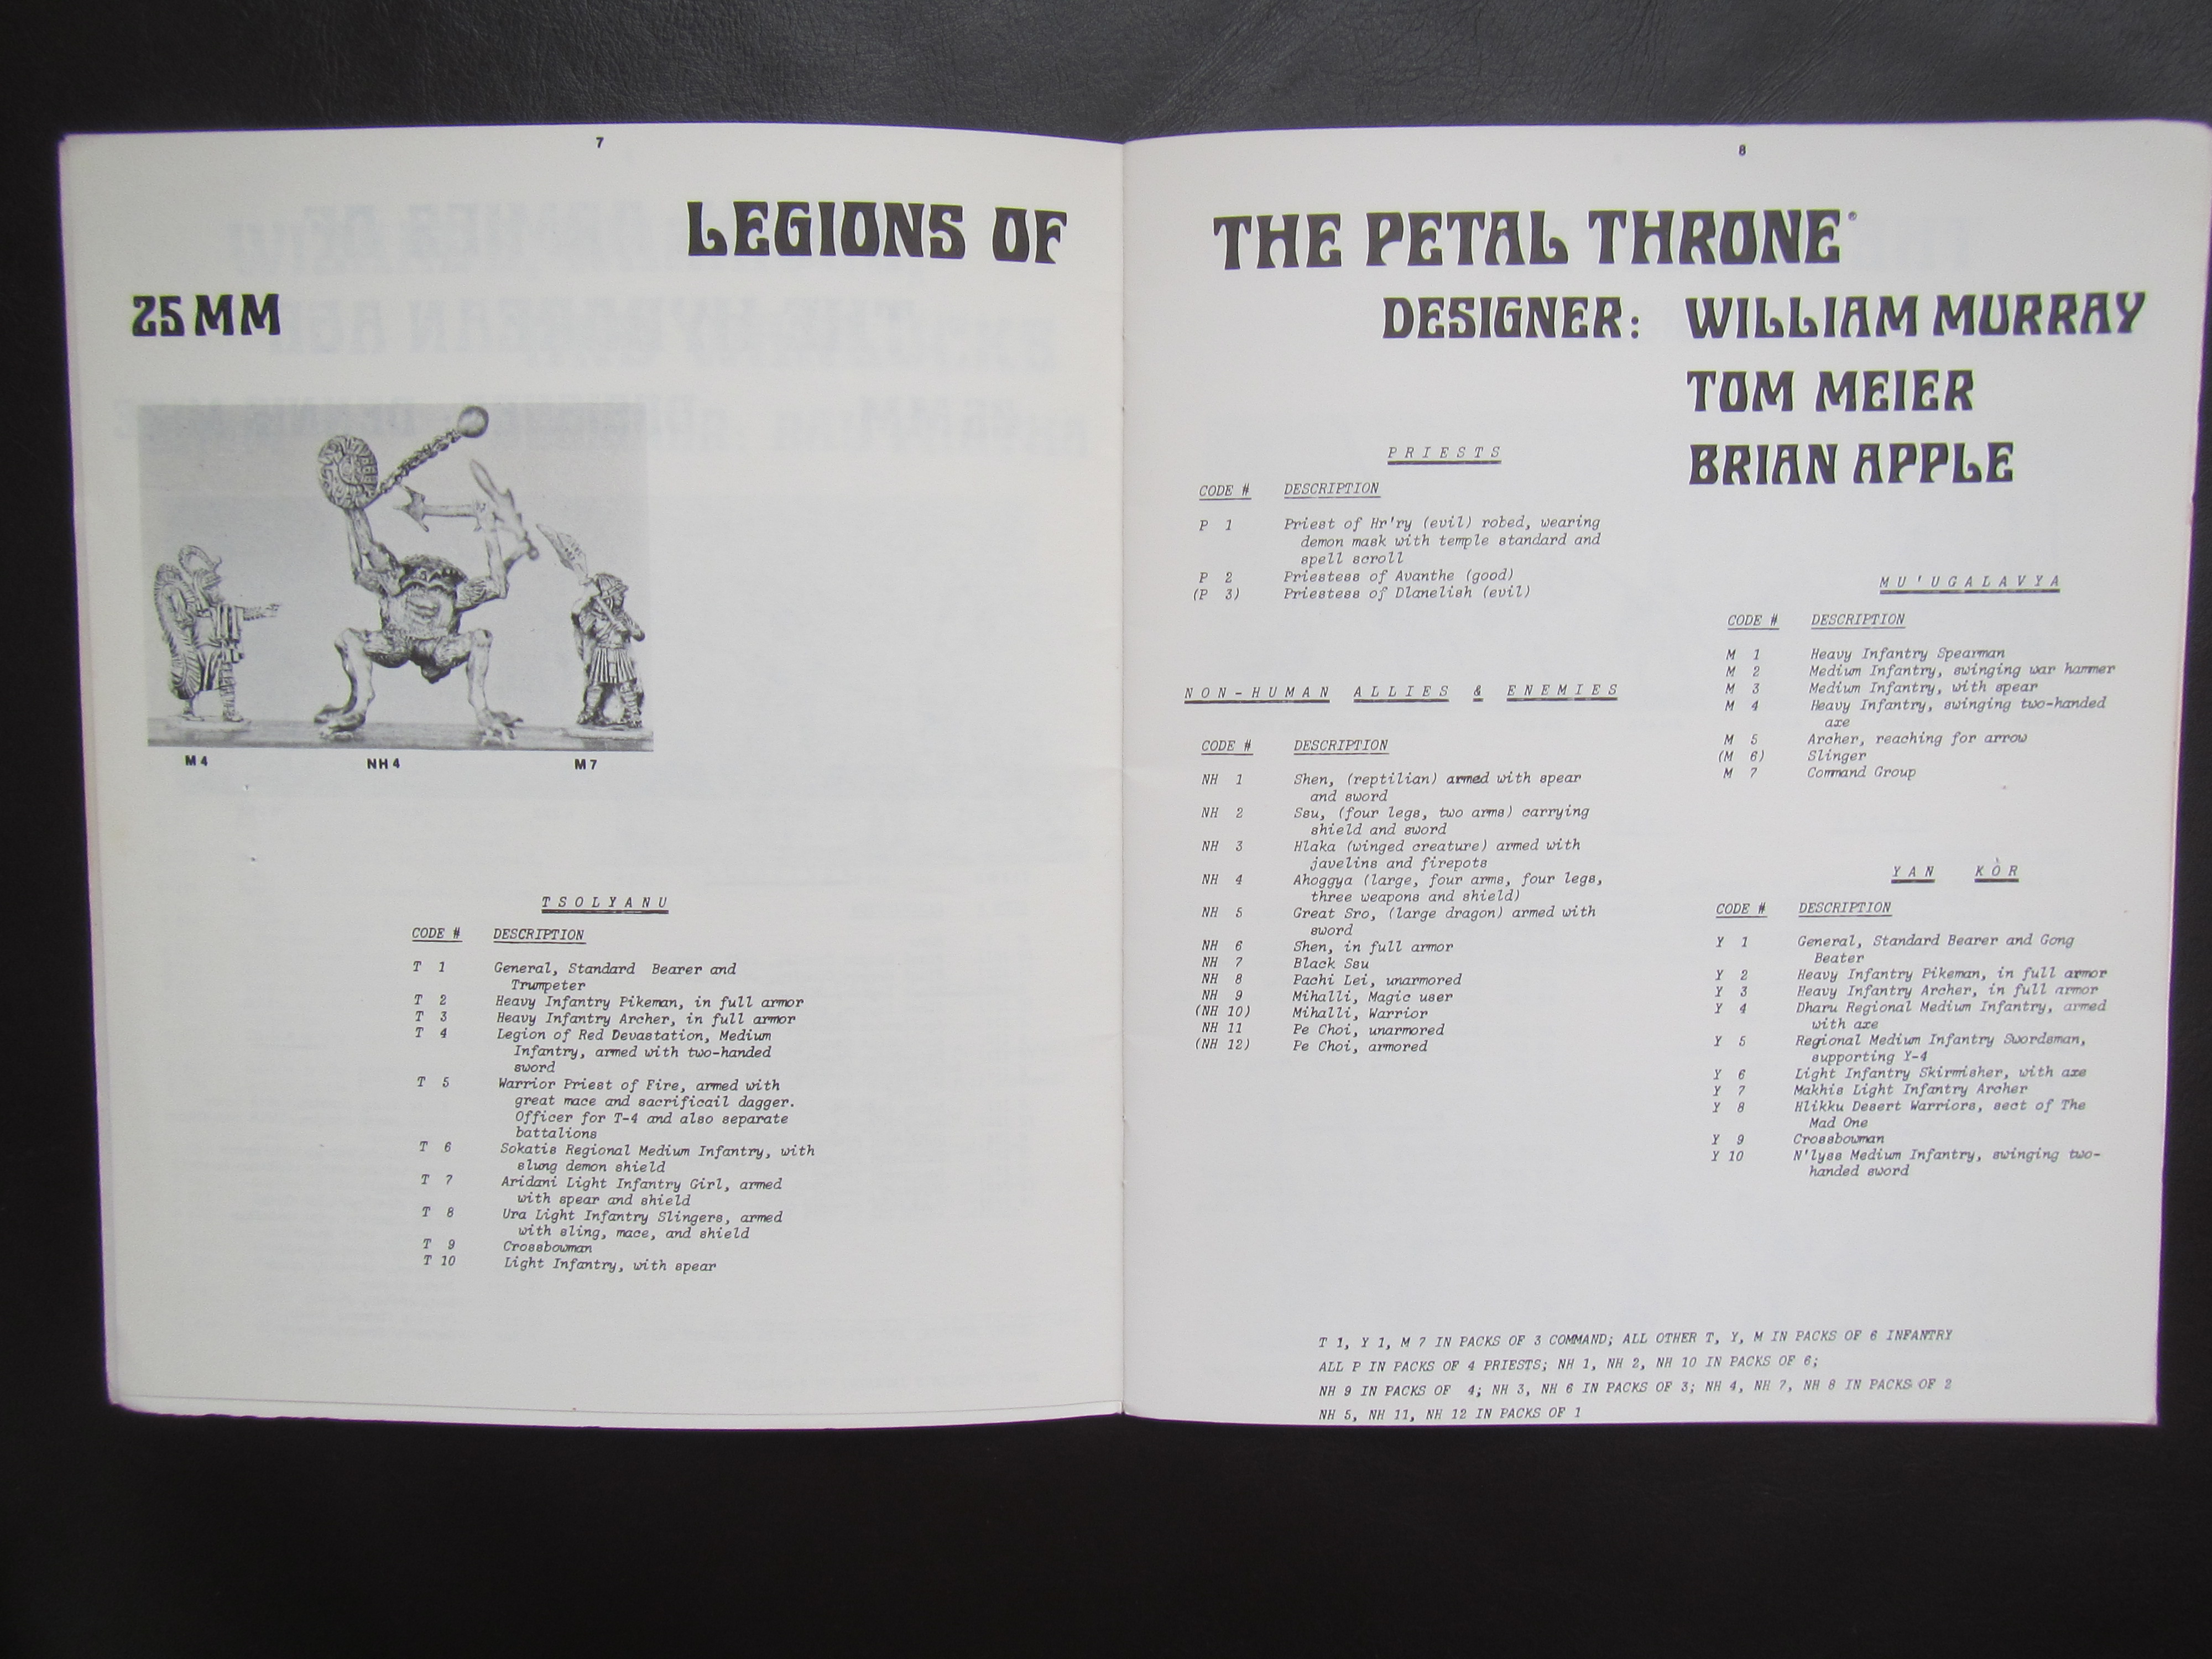 7
LEGIONS OF
25 MM
M 4 NH 4 M 7
TSOLYANU
CODE # DESCRIPTION
T 1 General, Standard Bearer and
Trumpeter
T 2 Heavy Infantry Pikeman, in full armor
T 3 Heavy Infantry Archer, in full armor
T 4 Legion of Red Devastation, Medium
Infantry, armed with two-handed
sword
T 5 Warrior Priest of Fire, armed with
great mace and sacrificail dagger.
Officer for T-4 and also separate
battalions
T 6 Sokatis Regional Medium Infantry, with
slung demon shield
T 7 Aridani Light Infantry Girl, armed
with spear and shield
T 8 Ura Light Infantry Slingers, armed
with sling, mace, and shield
T 9 Crossbowman
T 10 Light Infantry, with spear
8
THE PETAL THRONE
DESIGNER: WILLIAM MURRAY
TOM MEIER
BRIAN APPLE
PRIESTS
CODE # DESCRIPTION
P 1 Priest of Hr'ry (evil) robed, wearing
demon mask with temple standard and
spell scroll
P 2 Priestess of Avanthe (good)
(P 3) Priestess of Dlanelish (evil)
NON-HUMAN ALLIES & ENEMIES
CODE # DESCRIPTION
NH 1 Shen, (reptilian) armed with spear
and sword
NH 2 Ssu, (four legs, two arms) carrying
shield and sword
NH 3 Hlaka (winged creature) armed with
javelins and firepots
NH 4 Ahoggya (large, four arms, four legs,
three weapons and shield)
NH 5 Great Sro, (large dragon) armed with
sword
NH 6 Shen, in full armor
NH 7 Black Ssu
NH 8 Pachi Lei, unarmored
NH 9 Mihalli, Magic user
(NH 10) Mihalli, Warrior
NH 11 Pe Choi, unarmored
(NH 12) Pe Choi, armored
MU'UGALAVYA
CODE # DESCRIPTION
M 1 Heavy Infantry Spearman
M 2 Medium Infantry, swinging war hammer
M 3 Medium Infantry, with spear
M 4 Heavy Infantry, swinging two-handed
axe
M 5 Archer, reaching for arrow
(M 6) Slinger
M 7 Command Group
YAN KÒR
CODE # DESCRIPTION
Y 1 General, Standard Bearer and Gong
Beater
Y 2 Heavy Infantry Pikeman, in full armor
Y 3 Heavy Infantry Archer, in full armor
Y 4 Dharu Regional Medium Infantry, armed
with axe
Y 5 Regional Medium Infantry Swordsman,
supporting Y-4
Y 6 Light Infantry Skirmisher, with axe
Y 7 Makhis Light Infantry Archer
Y 8 Hlikku Desert Warriors, sect of The
Mad One
Y 9 Crossbowman
Y 10 N'lyss Medium Infantry, swinging two-
handed sword
T 1, Y 1, M 7 IN PACKS OF 3 COMMAND; ALL OTHER T, Y, M IN PACKS OF 6 INFANTRY
ALL P IN PACKS OF 4 PRIESTS; NH 1, NH 2, NH 10 IN PACKS OF 6;
NH 9 IN PACKS OF 4; NH 3, NH 6 IN PACKS OF 3; NH 4, NH 7, NH 8 IN PACKS OF 2
NH 5, NH 11, NH 12 IN PACKS OF 1